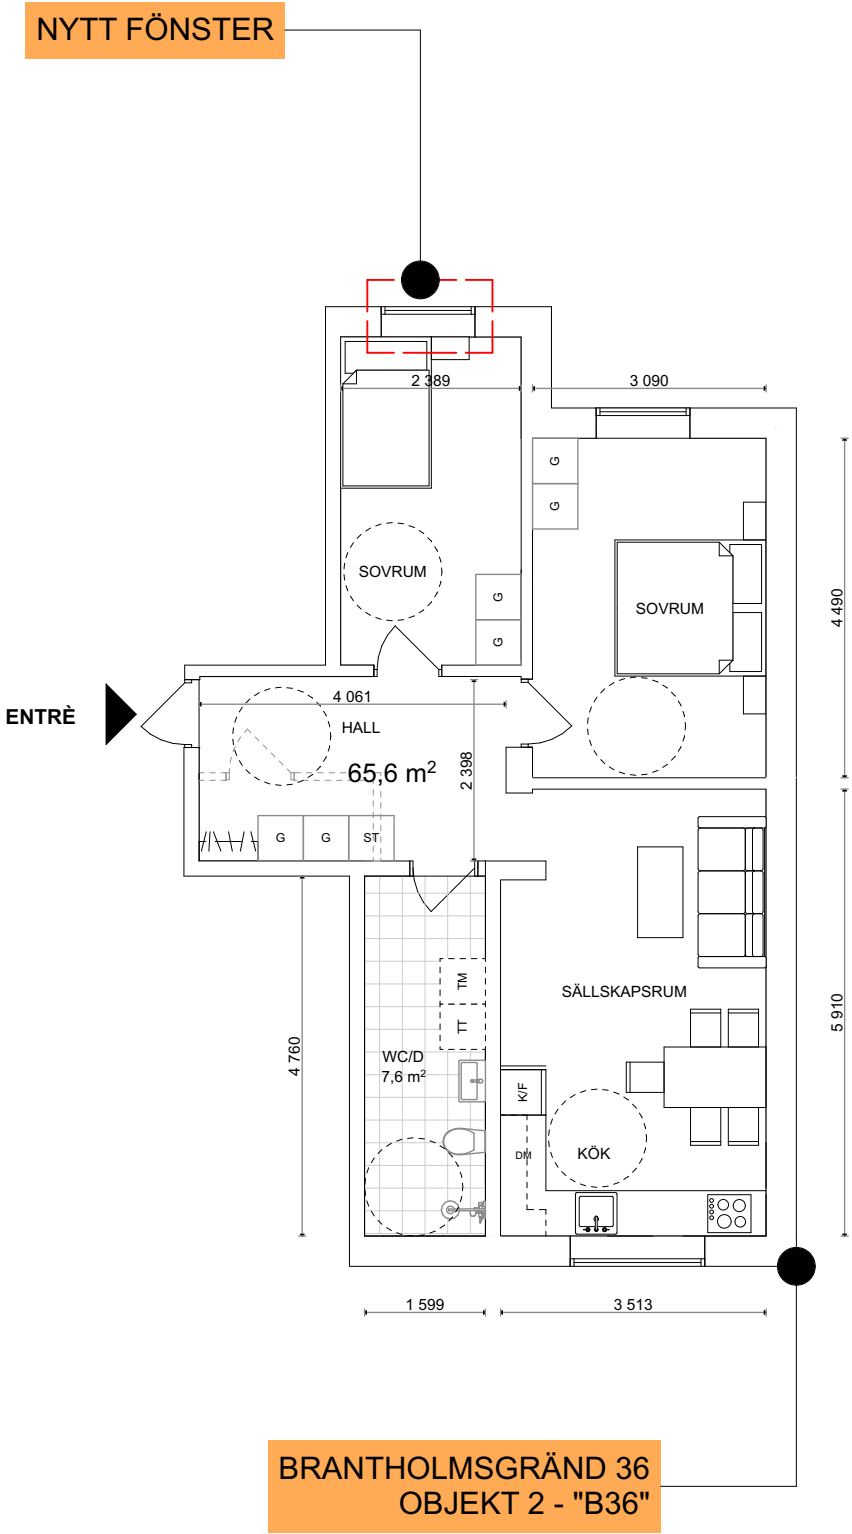 NYTT FÖNSTER
2 389
3 090
G
G
SOVRUM
G
G
SOVRUM
4 490
ENTRÈ
4 061
HALL
65,6 m²
2 398
G
G
ST
TM
TT
SÄLLSKAPSRUM
5 910
4 760
WC/D
7,6 m²
K/F
DM
KÖK
1 599
3 513
BRANTHOLMSGRÄND 36
OBJEKT 2 - "B36"